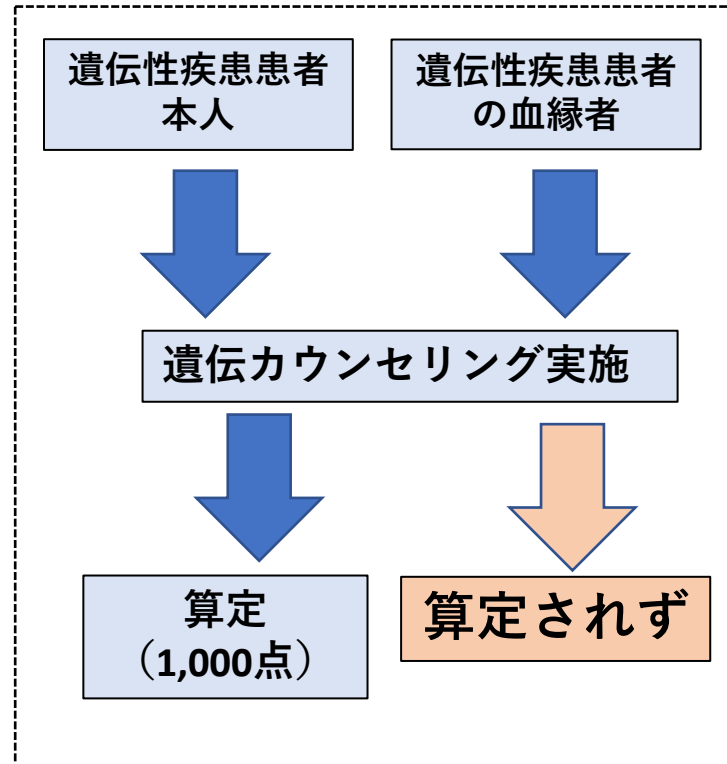 遺伝性疾患患者
本人
遺伝性疾患患者
の血縁者
遺伝カウンセリング実施
算定
（1,000点）
算定されず